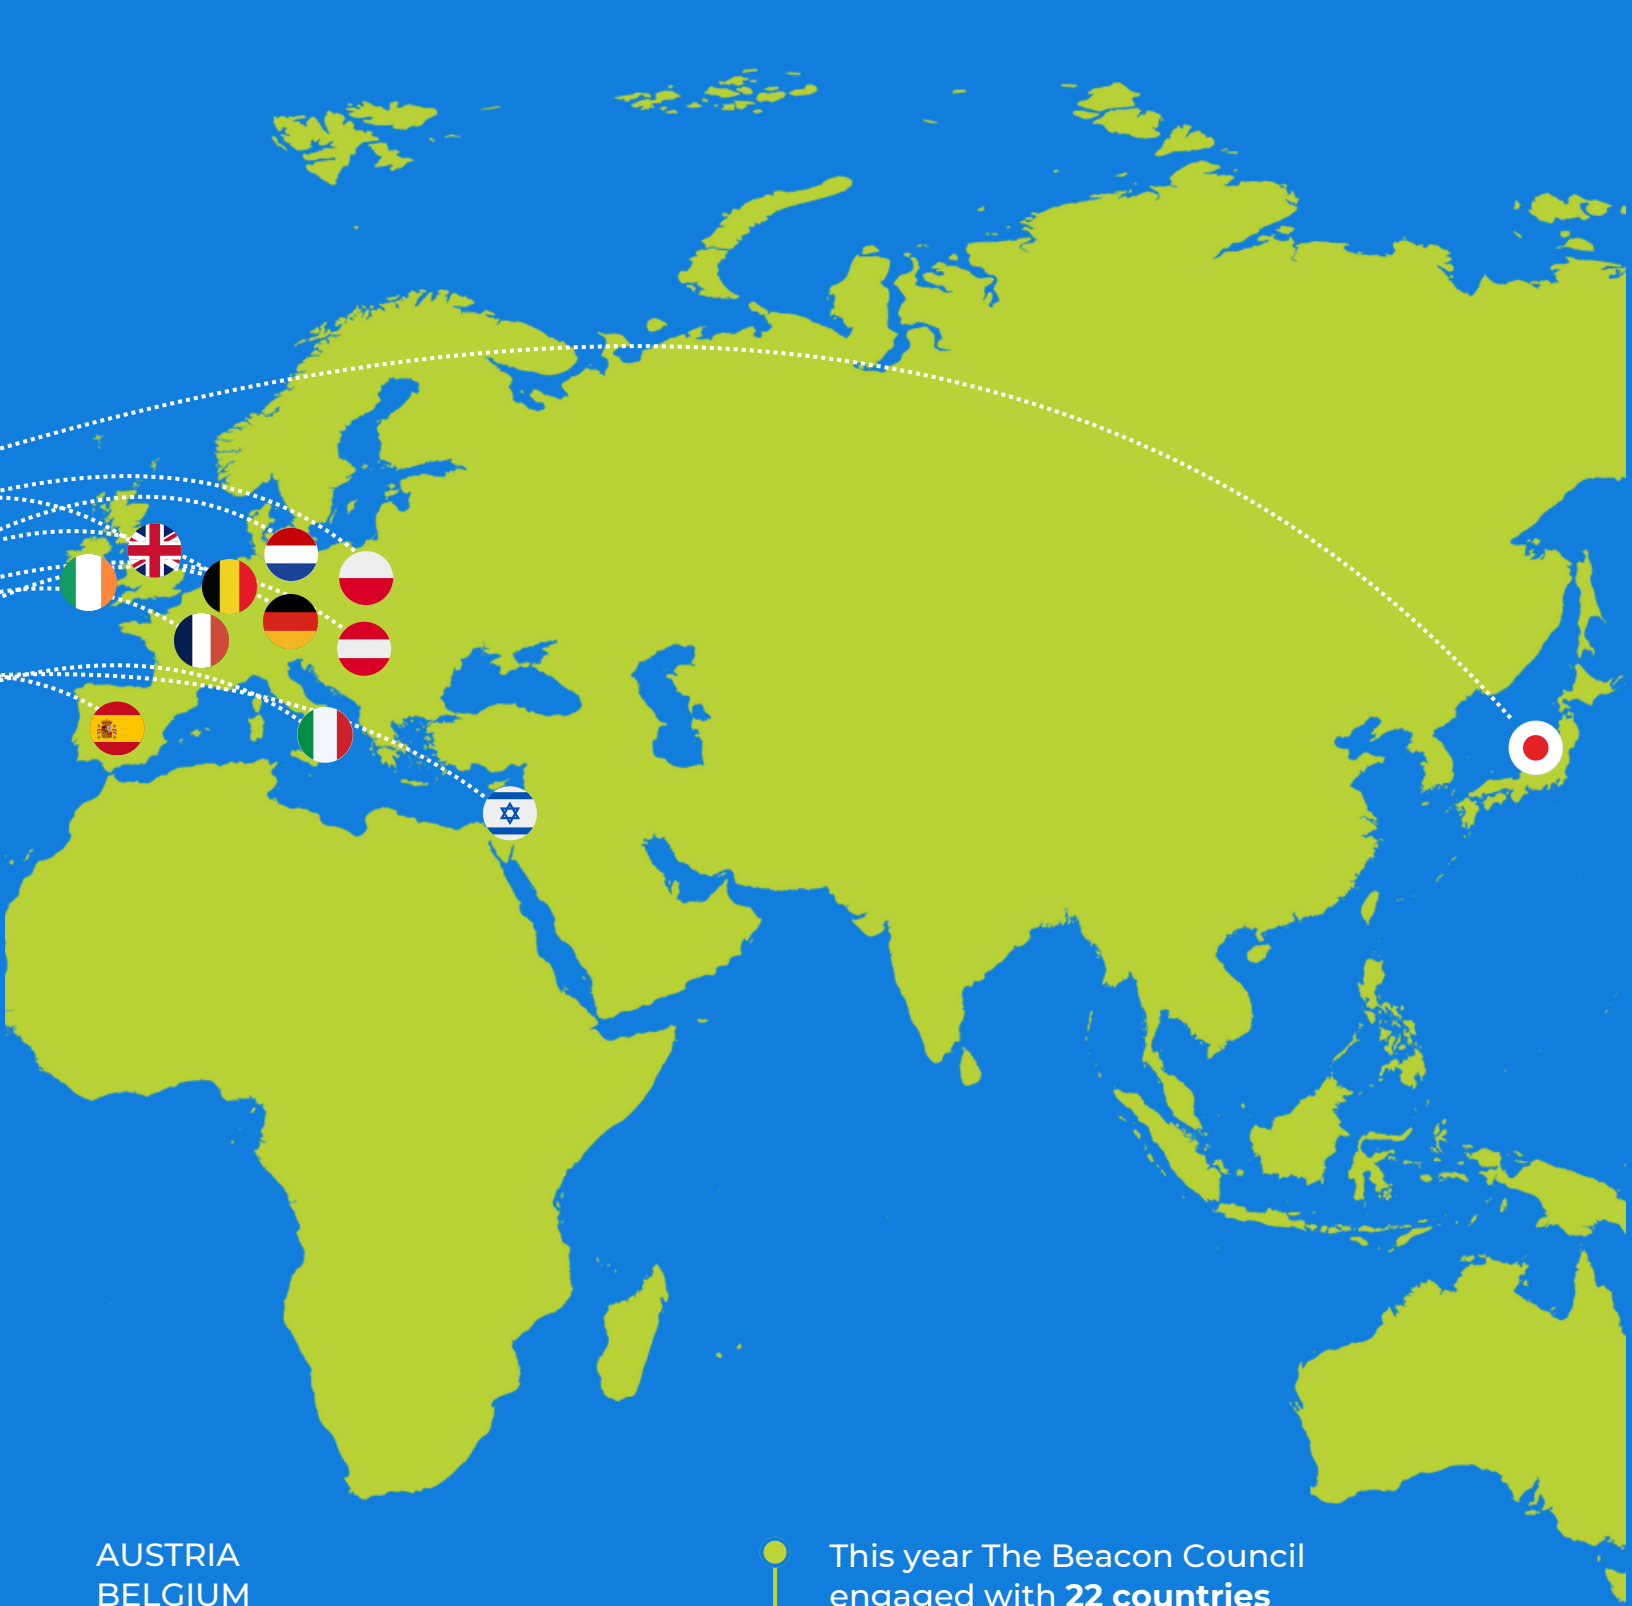 AUSTRIA
BELGIUM
This year The Beacon Council
engaged with 22 countries